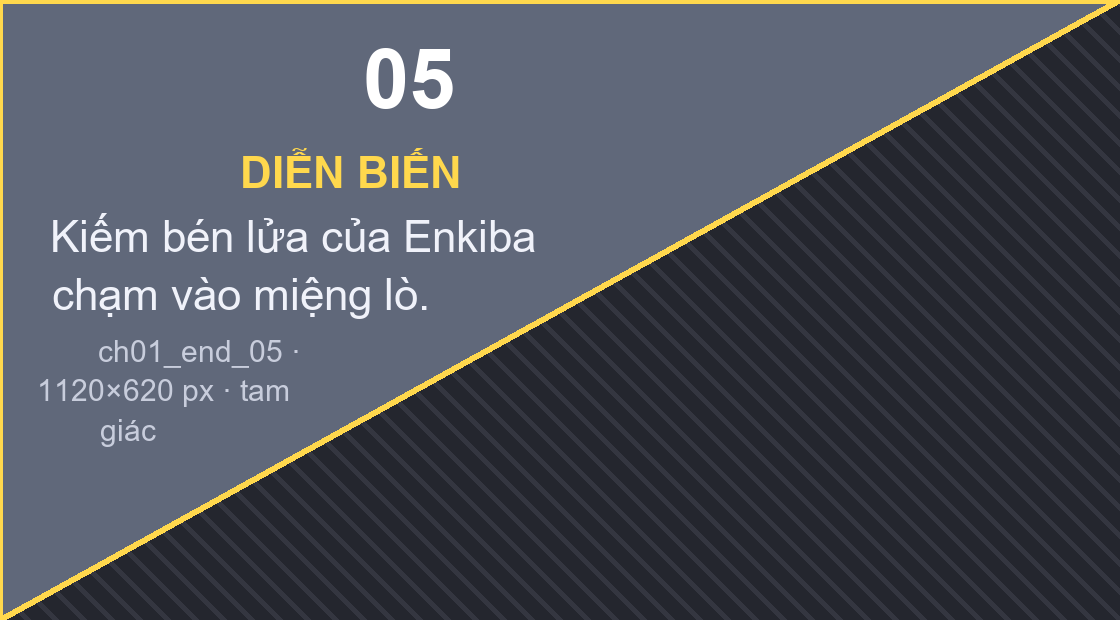 05
DIỄN BIẾN
Kiếm bén lửa của Enkiba
chạm vào miệng lò.
ch01_end_05 ·
1120×620 px · tam
giác